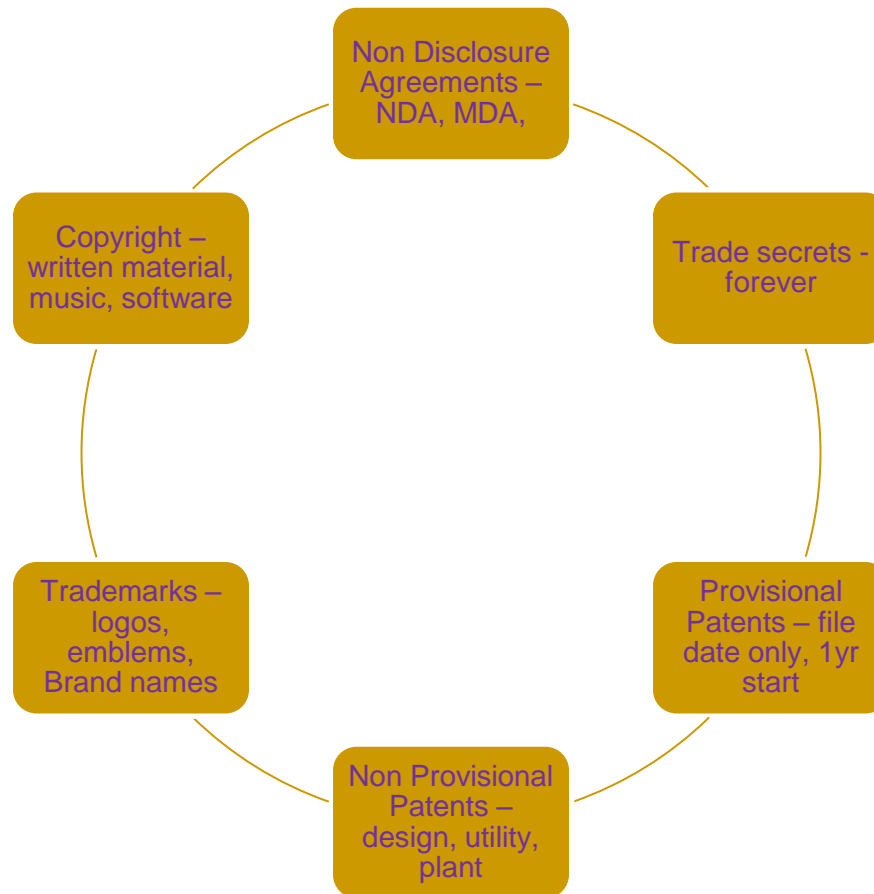 Non Disclosure
Agreements –
NDA, MDA,
Trade secrets -
forever
Provisional
Patents – file
date only, 1yr
start
Non Provisional
Patents –
design, utility,
plant
Trademarks –
logos,
emblems,
Brand names
Copyright –
written material,
music, software